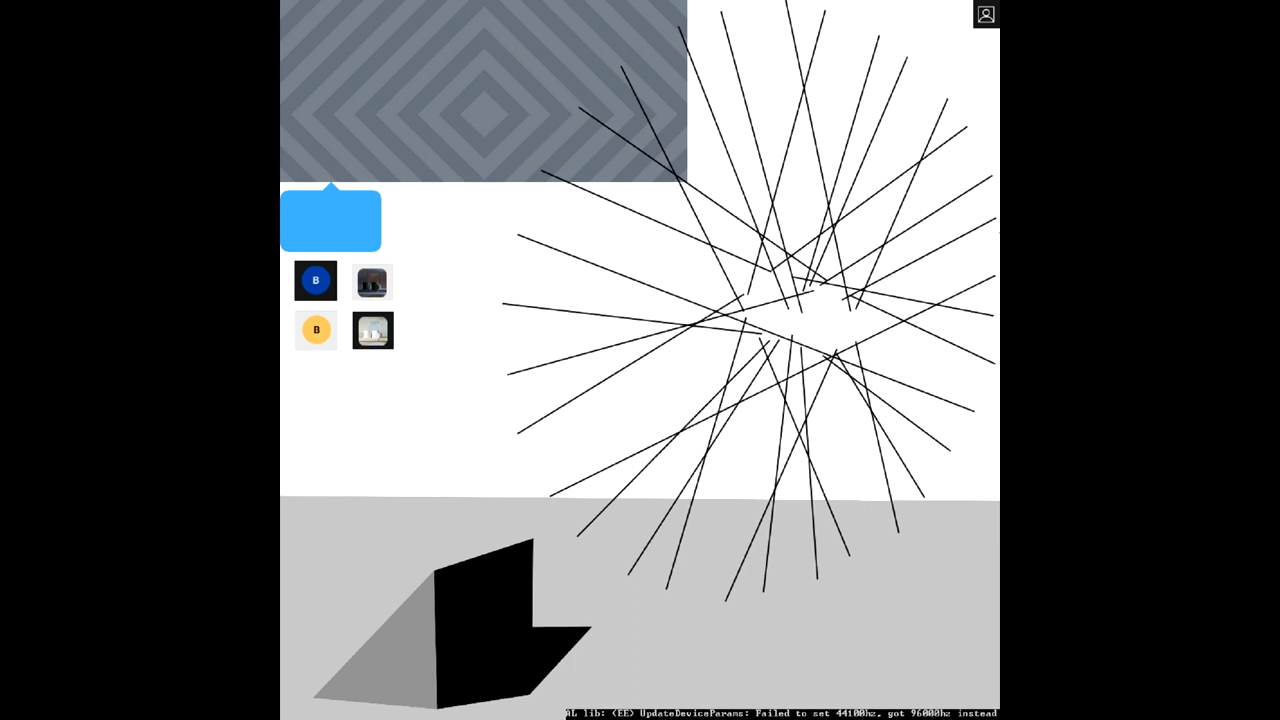 B
B
AL lib: (EE) UpdateDeviceParams: Failed to set 44100hz, got 96000hz instead